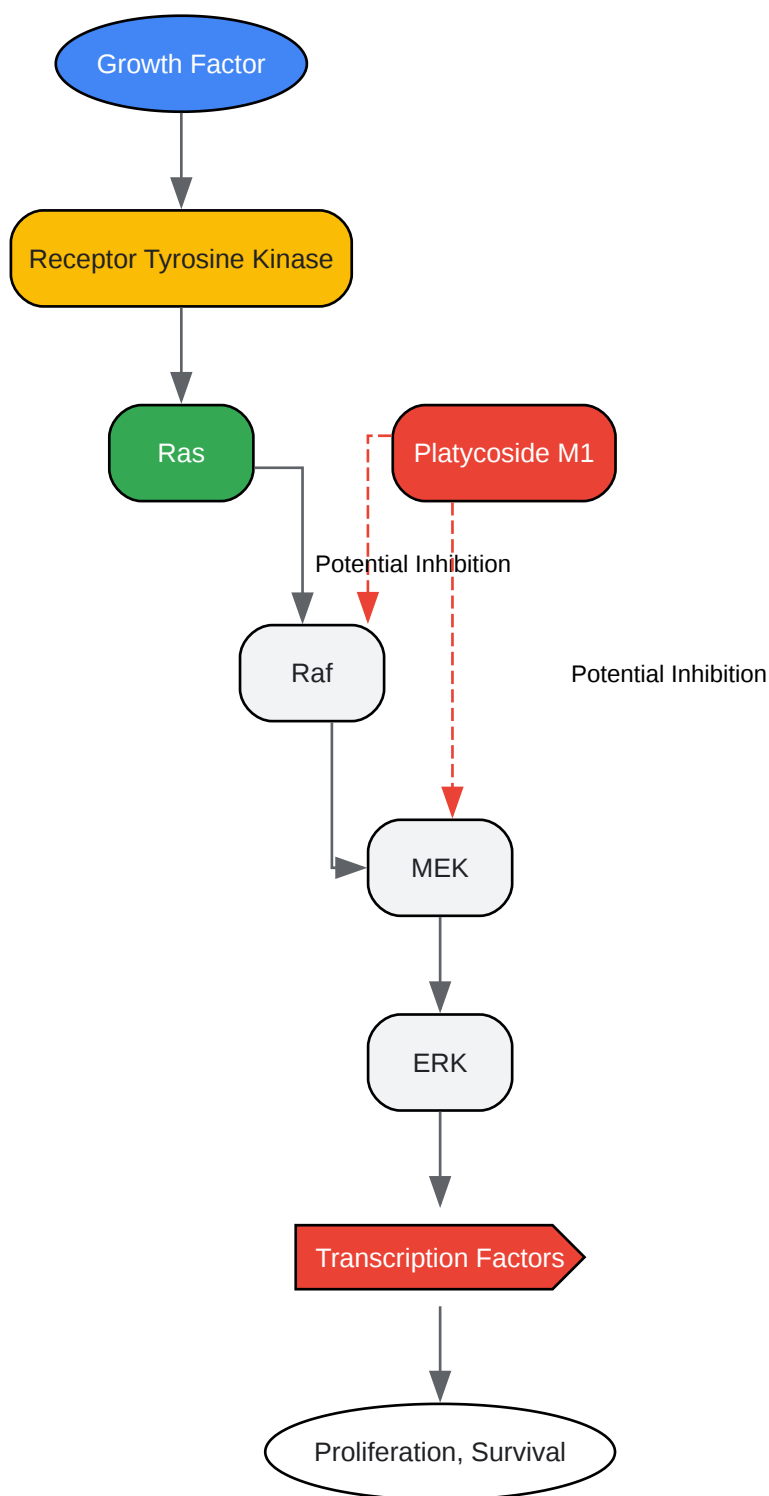 Growth Factor
Receptor Tyrosine Kinase
Ras
Platycoside M1
Potential Inhibition
Raf
Potential Inhibition
MEK
ERK
Transcription Factors
Proliferation, Survival